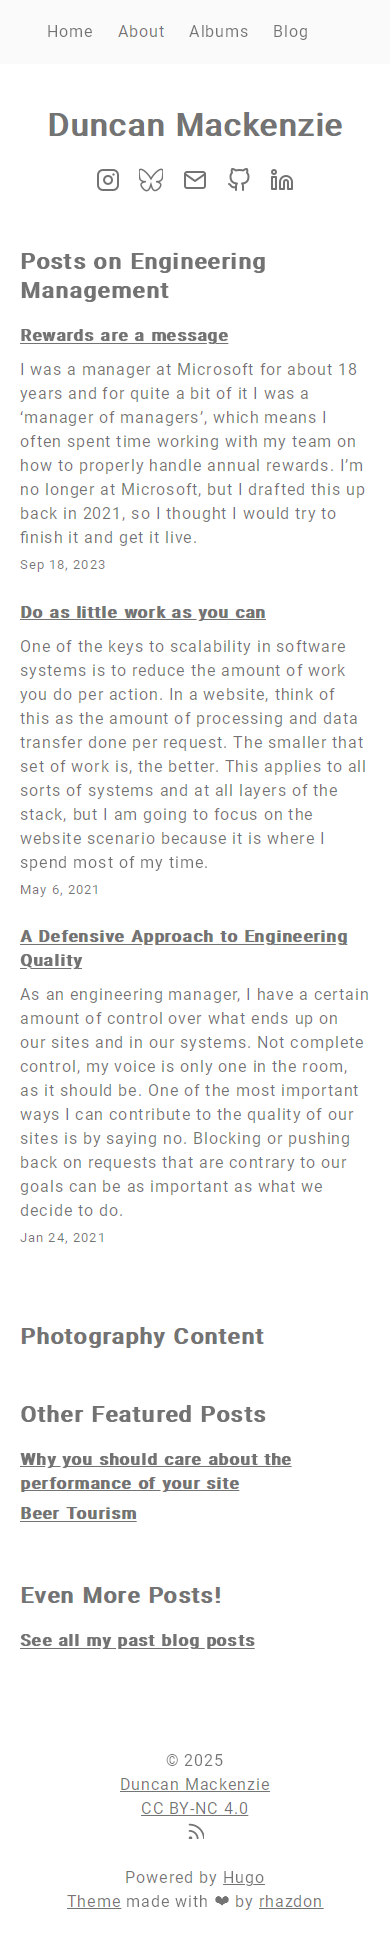 Home About Albums Blog
Duncan Mackenzie
Posts on Engineering
Management
Rewards are a message
I was a manager at Microsoft for about 18
years and for quite a bit of it I was a
‘manager of managers’, which means I
often spent time working with my team on
how to properly handle annual rewards. I’m
no longer at Microsoft, but I drafted this up
back in 2021, so I thought I would try to
finish it and get it live.
Sep 18, 2023
Do as little work as you can
One of the keys to scalability in software
systems is to reduce the amount of work
you do per action. In a website, think of
this as the amount of processing and data
transfer done per request. The smaller that
set of work is, the better. This applies to all
sorts of systems and at all layers of the
stack, but I am going to focus on the
website scenario because it is where I
spend most of my time.
May 6, 2021
A Defensive Approach to Engineering
Quality
As an engineering manager, I have a certain
amount of control over what ends up on
our sites and in our systems. Not complete
control, my voice is only one in the room,
as it should be. One of the most important
ways I can contribute to the quality of our
sites is by saying no. Blocking or pushing
back on requests that are contrary to our
goals can be as important as what we
decide to do.
Jan 24, 2021
Photography Content
Other Featured Posts
Why you should care about the
performance of your site
Beer Tourism
Even More Posts!
See all my past blog posts
© 2025
Duncan Mackenzie
CC BY-NC 4.0
Powered by Hugo
Theme made with ❤ by rhazdon